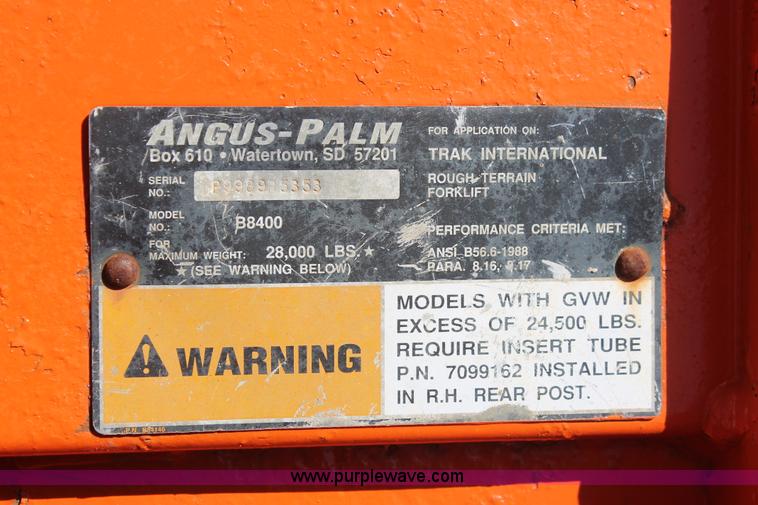 ANGUS-PALM
Box 610 • Watertown, SD 57201
SERIAL NO.:
MODEL NO.: B8400
FOR MAXIMUM WEIGHT: 28,000 LBS.★
★(SEE WARNING BELOW)
FOR APPLICATION ON:
TRAK INTERNATIONAL
ROUGH-TERRAIN
FORKLIFT
PERFORMANCE CRITERIA MET:
ANSI B56.6-1988
PARA. 8.16,
WARNING
MODELS WITH GVW IN
EXCESS OF 24,500 LBS.
REQUIRE INSERT TUBE
P.N. 7099162 INSTALLED
IN R.H. REAR POST.
www.purplewave.com